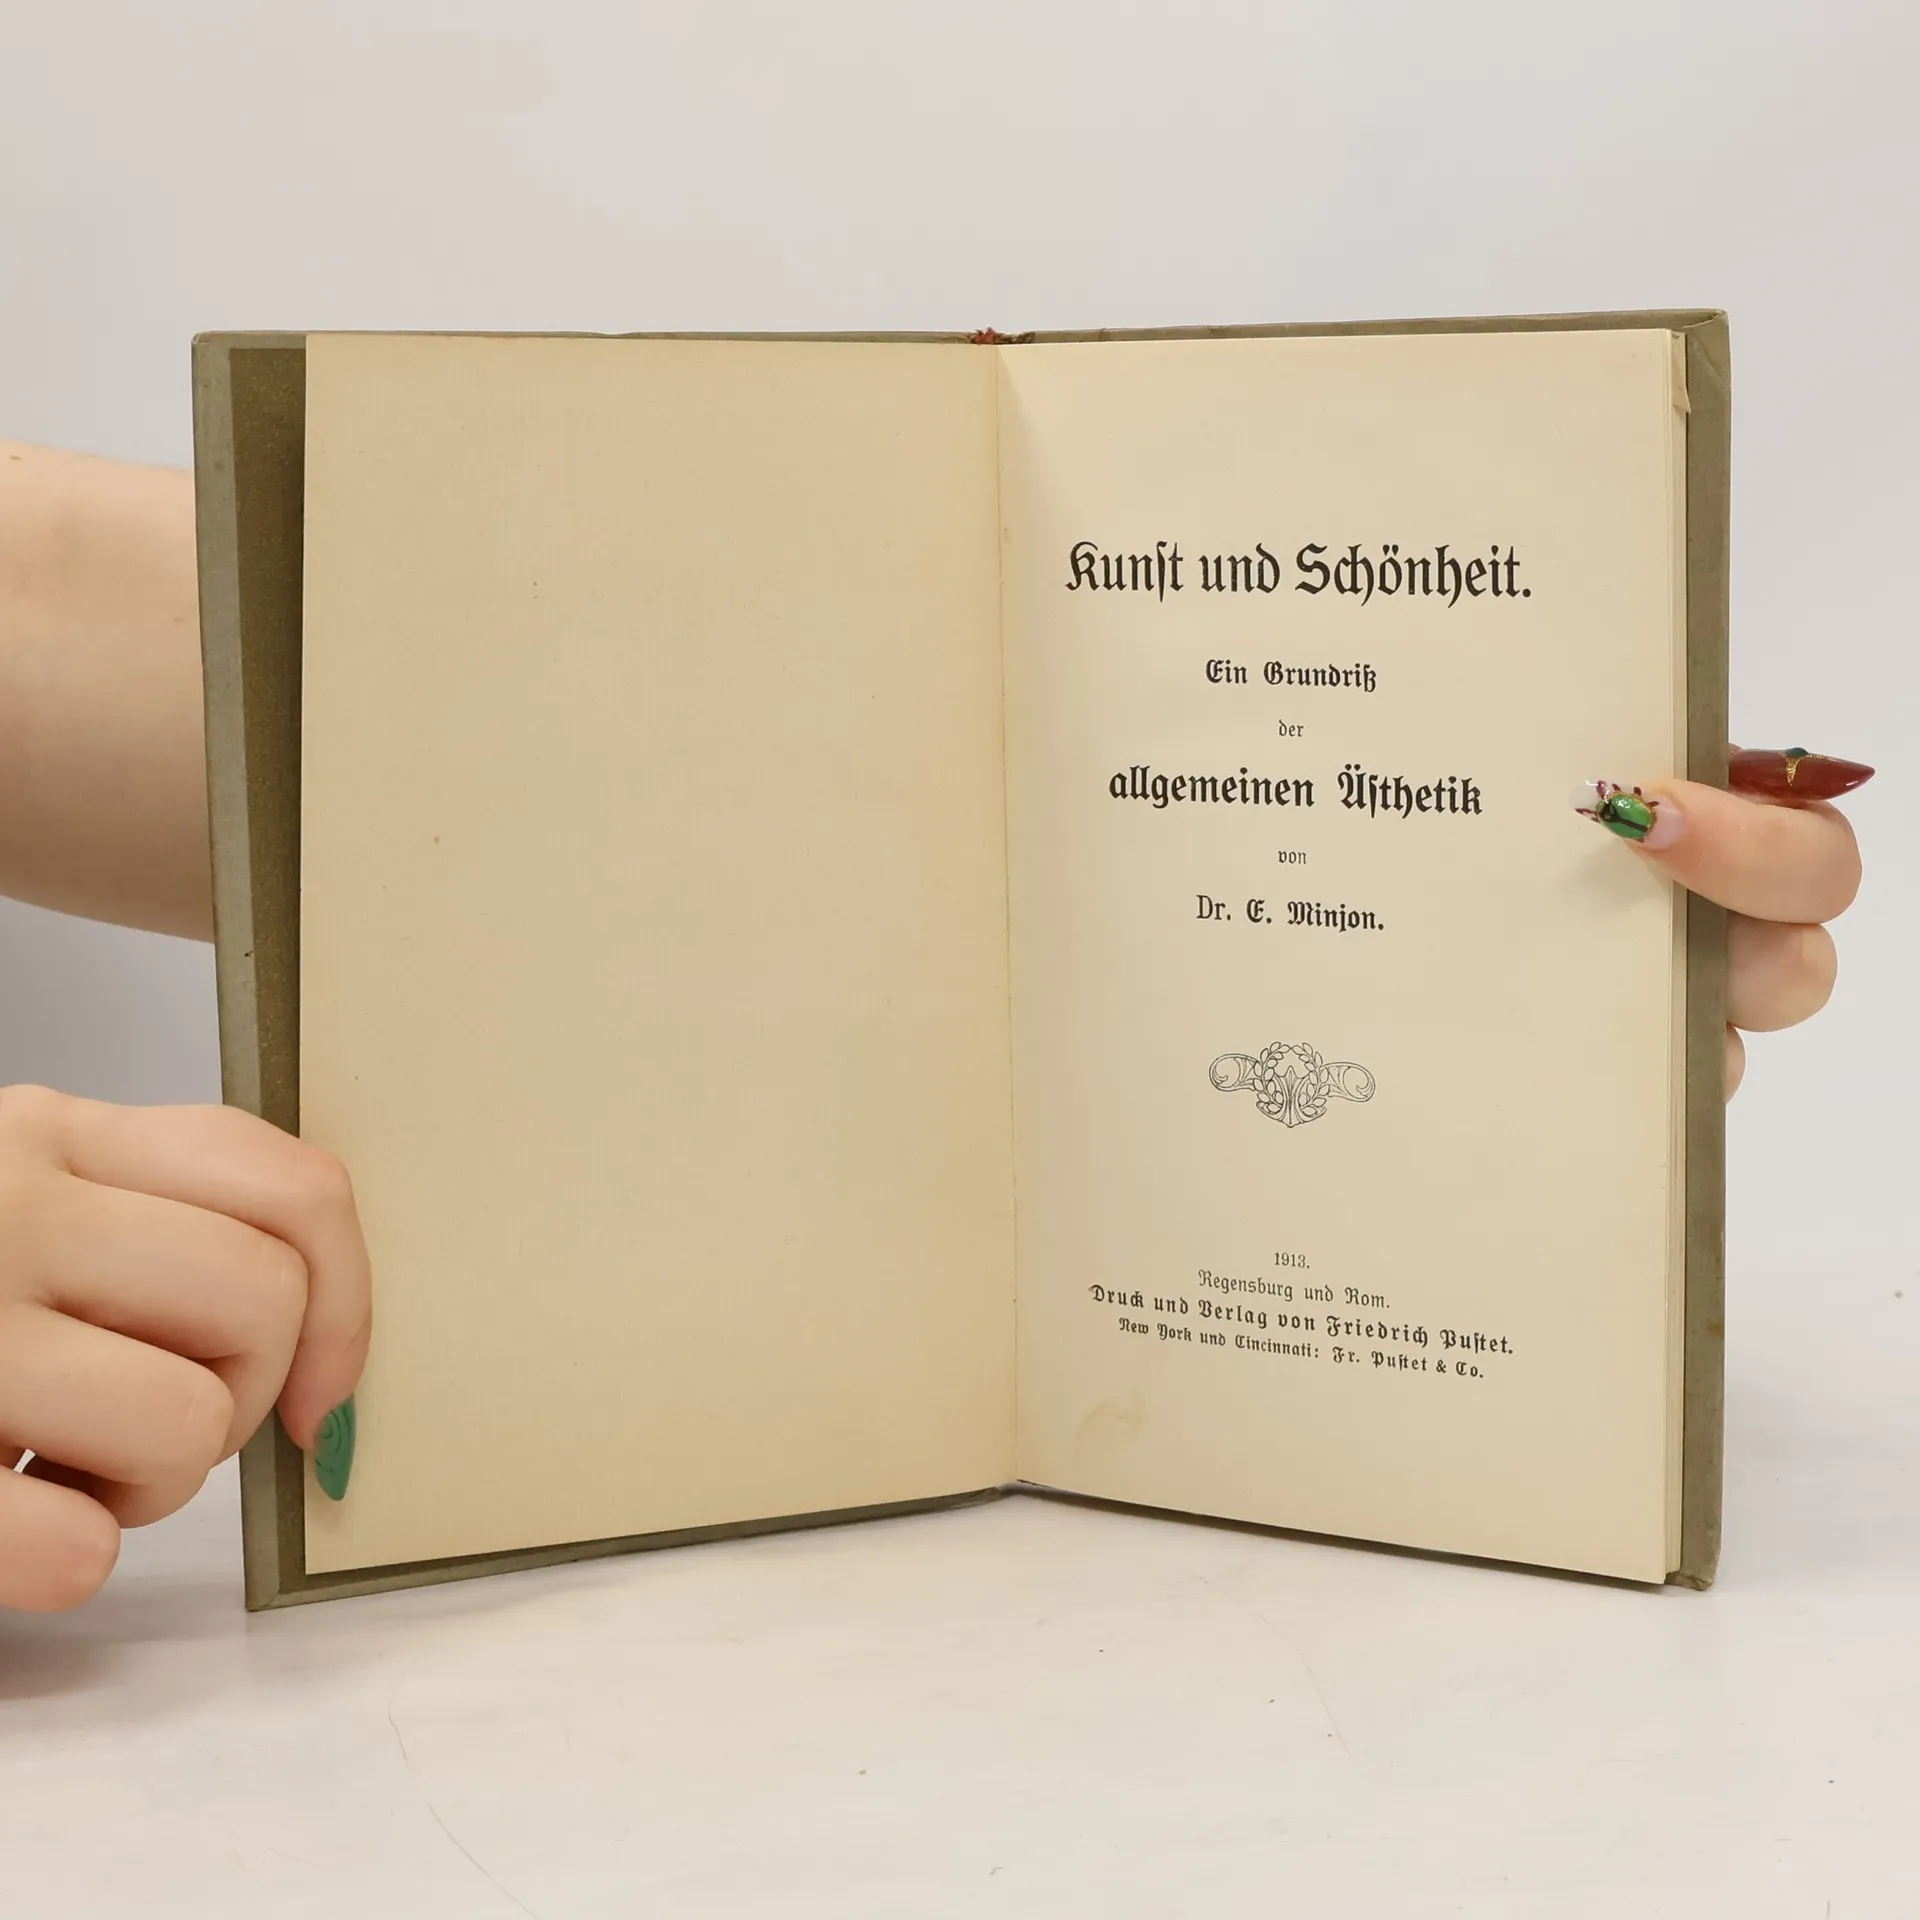 Kunſt und Schönheit.
Ein Grundriß
der
allgemeinen Äſthetik
von
Dr. E. Minjon.
1913.
Regensburg und Rom.
Druck und Verlag von Friedrich Puſtet.
New York und Cincinnati: Fr. Puſtet & Co.